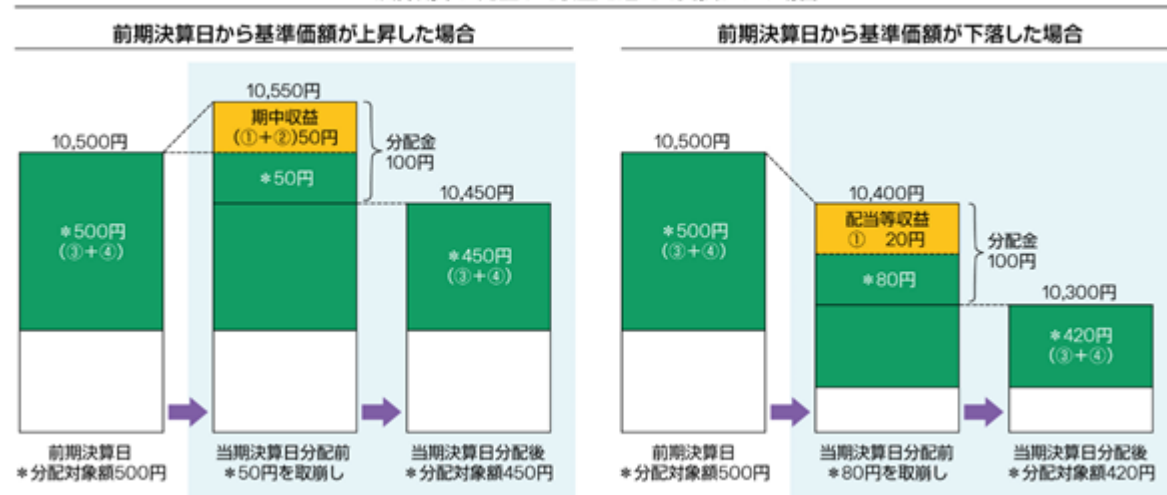 前期決算日から基準価額が上昇した場合
10,550円
期中収益
(①+②)50円
分配金
100円
10,500円
*50円
10,450円
*500円
(③+④)
*450円
(③+④)
前期決算日
*分配対象額500円
当期決算日分配前
*50円を取崩し
当期決算日分配後
*分配対象額450円
前期決算日から基準価額が下落した場合
10,500円
10,400円
配当等収益
① 20円
分配金
100円
*500円
(③+④)
*80円
10,300円
*420円
(③+④)
前期決算日
*分配対象額500円
当期決算日分配前
*80円を取崩し
当期決算日分配後
*分配対象額420円